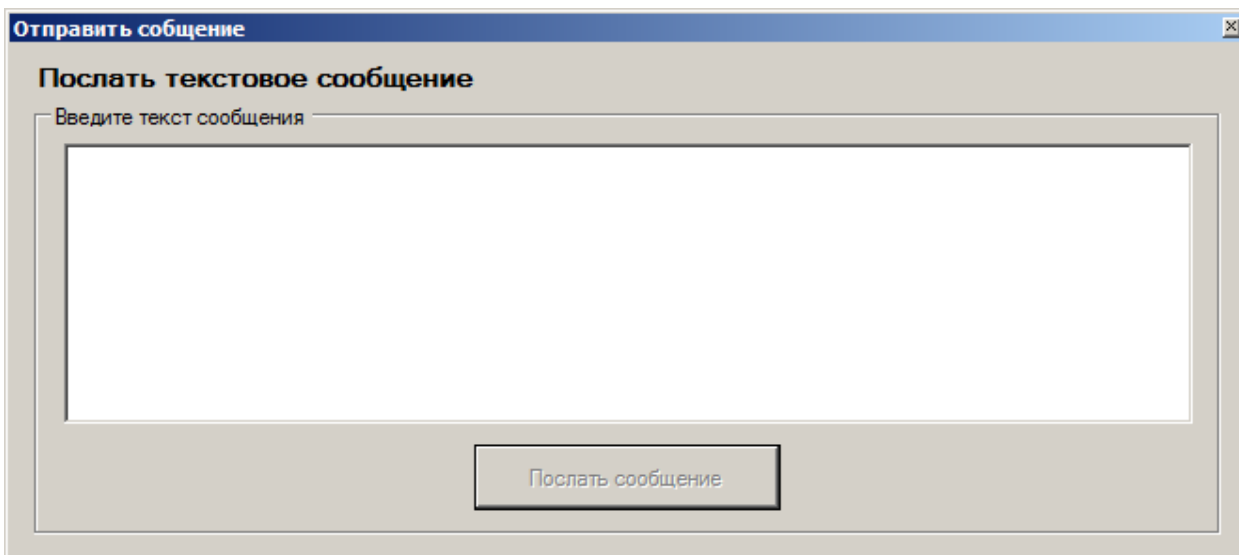 Отправить собщение
Послать текстовое сообщение
Введите текст сообщения
Послать сообщение